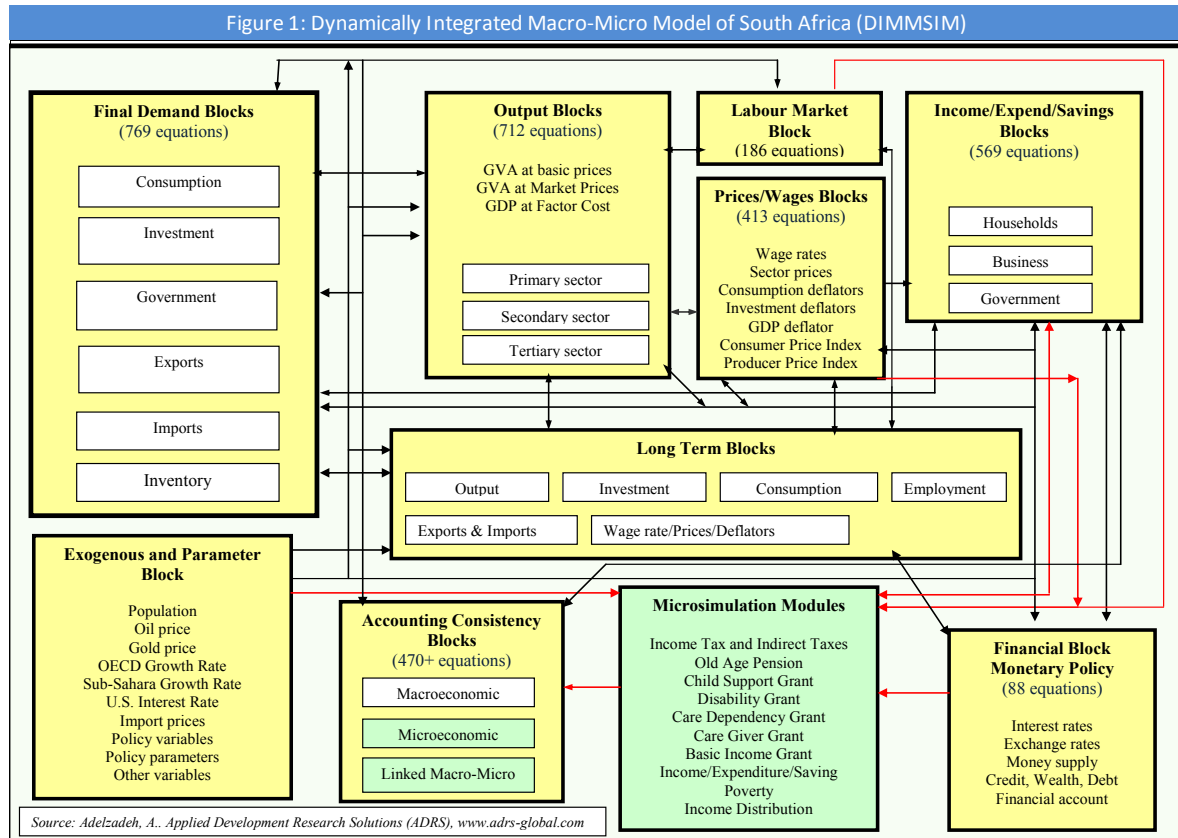 Figure 1: Dynamically Integrated Macro-Micro Model of South Africa (DIMMSIM)
Final Demand Blocks
(769 equations)
Consumption
Investment
Government
Exports
Imports
Inventory
Output Blocks
(712 equations)
GVA at basic prices
GVA at Market Prices
GDP at Factor Cost
Primary sector
Secondary sector
Tertiary sector
Labour Market
Block
(186 equations)
Prices/Wages Blocks
(413 equations)
Wage rates
Sector prices
Consumption deflators
Investment deflators
GDP deflator
Consumer Price Index
Producer Price Index
Income/Expend/Savings
Blocks
(569 equations)
Households
Business
Government
Long Term Blocks
Output
Investment
Consumption
Employment
Exports & Imports
Wage rate/Prices/Deflators
Exogenous and Parameter
Block
Population
Oil price
Gold price
OECD Growth Rate
Sub-Sahara Growth Rate
U.S. Interest Rate
Import prices
Policy variables
Policy parameters
Other variables
Accounting Consistency
Blocks
(470+ equations)
Macroeconomic
Microeconomic
Linked Macro-Micro
Microsimulation Modules
Income Tax and Indirect Taxes
Old Age Pension
Child Support Grant
Disability Grant
Care Dependency Grant
Care Giver Grant
Basic Income Grant
Income/Expenditure/Saving
Poverty
Income Distribution
Financial Block
Monetary Policy
(88 equations)
Interest rates
Exchange rates
Money supply
Credit, Wealth, Debt
Financial account
Source: Adelzadeh, A.. Applied Development Research Solutions (ADRS), www.adrs-global.com